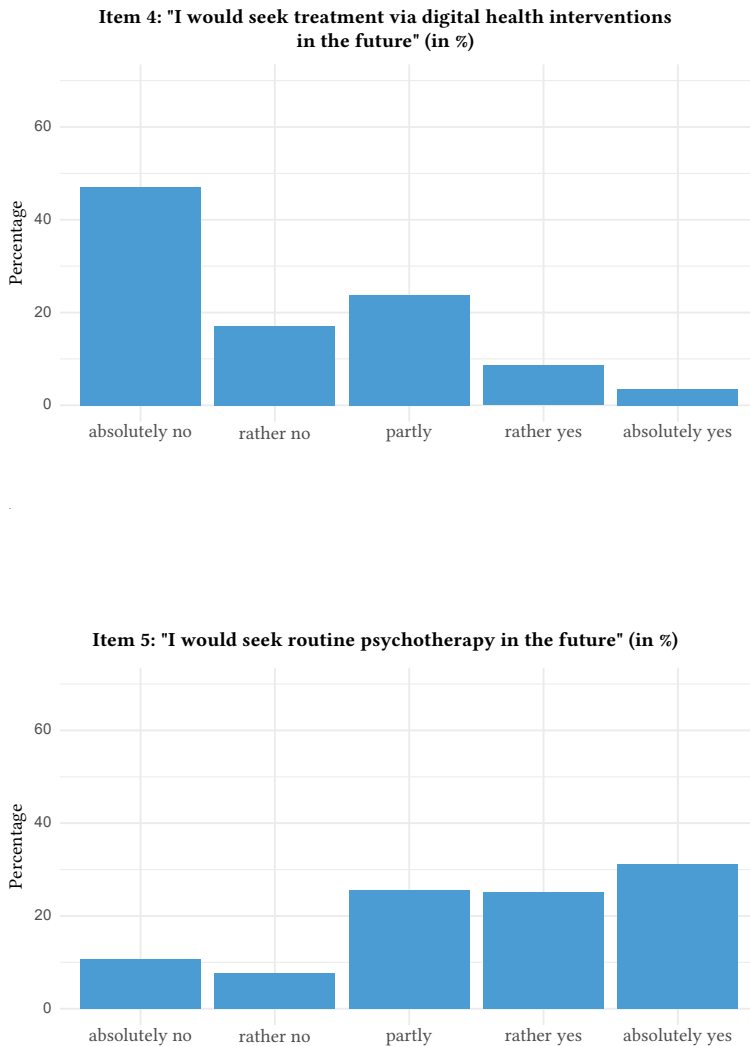 Item 4: "I would seek treatment via digital health interventions
in the future" (in %)
Percentage
60
40
20
0
absolutely no
rather no
partly
rather yes
absolutely yes
Item 5: "I would seek routine psychotherapy in the future" (in %)
Percentage
60
40
20
0
absolutely no
rather no
partly
rather yes
absolutely yes